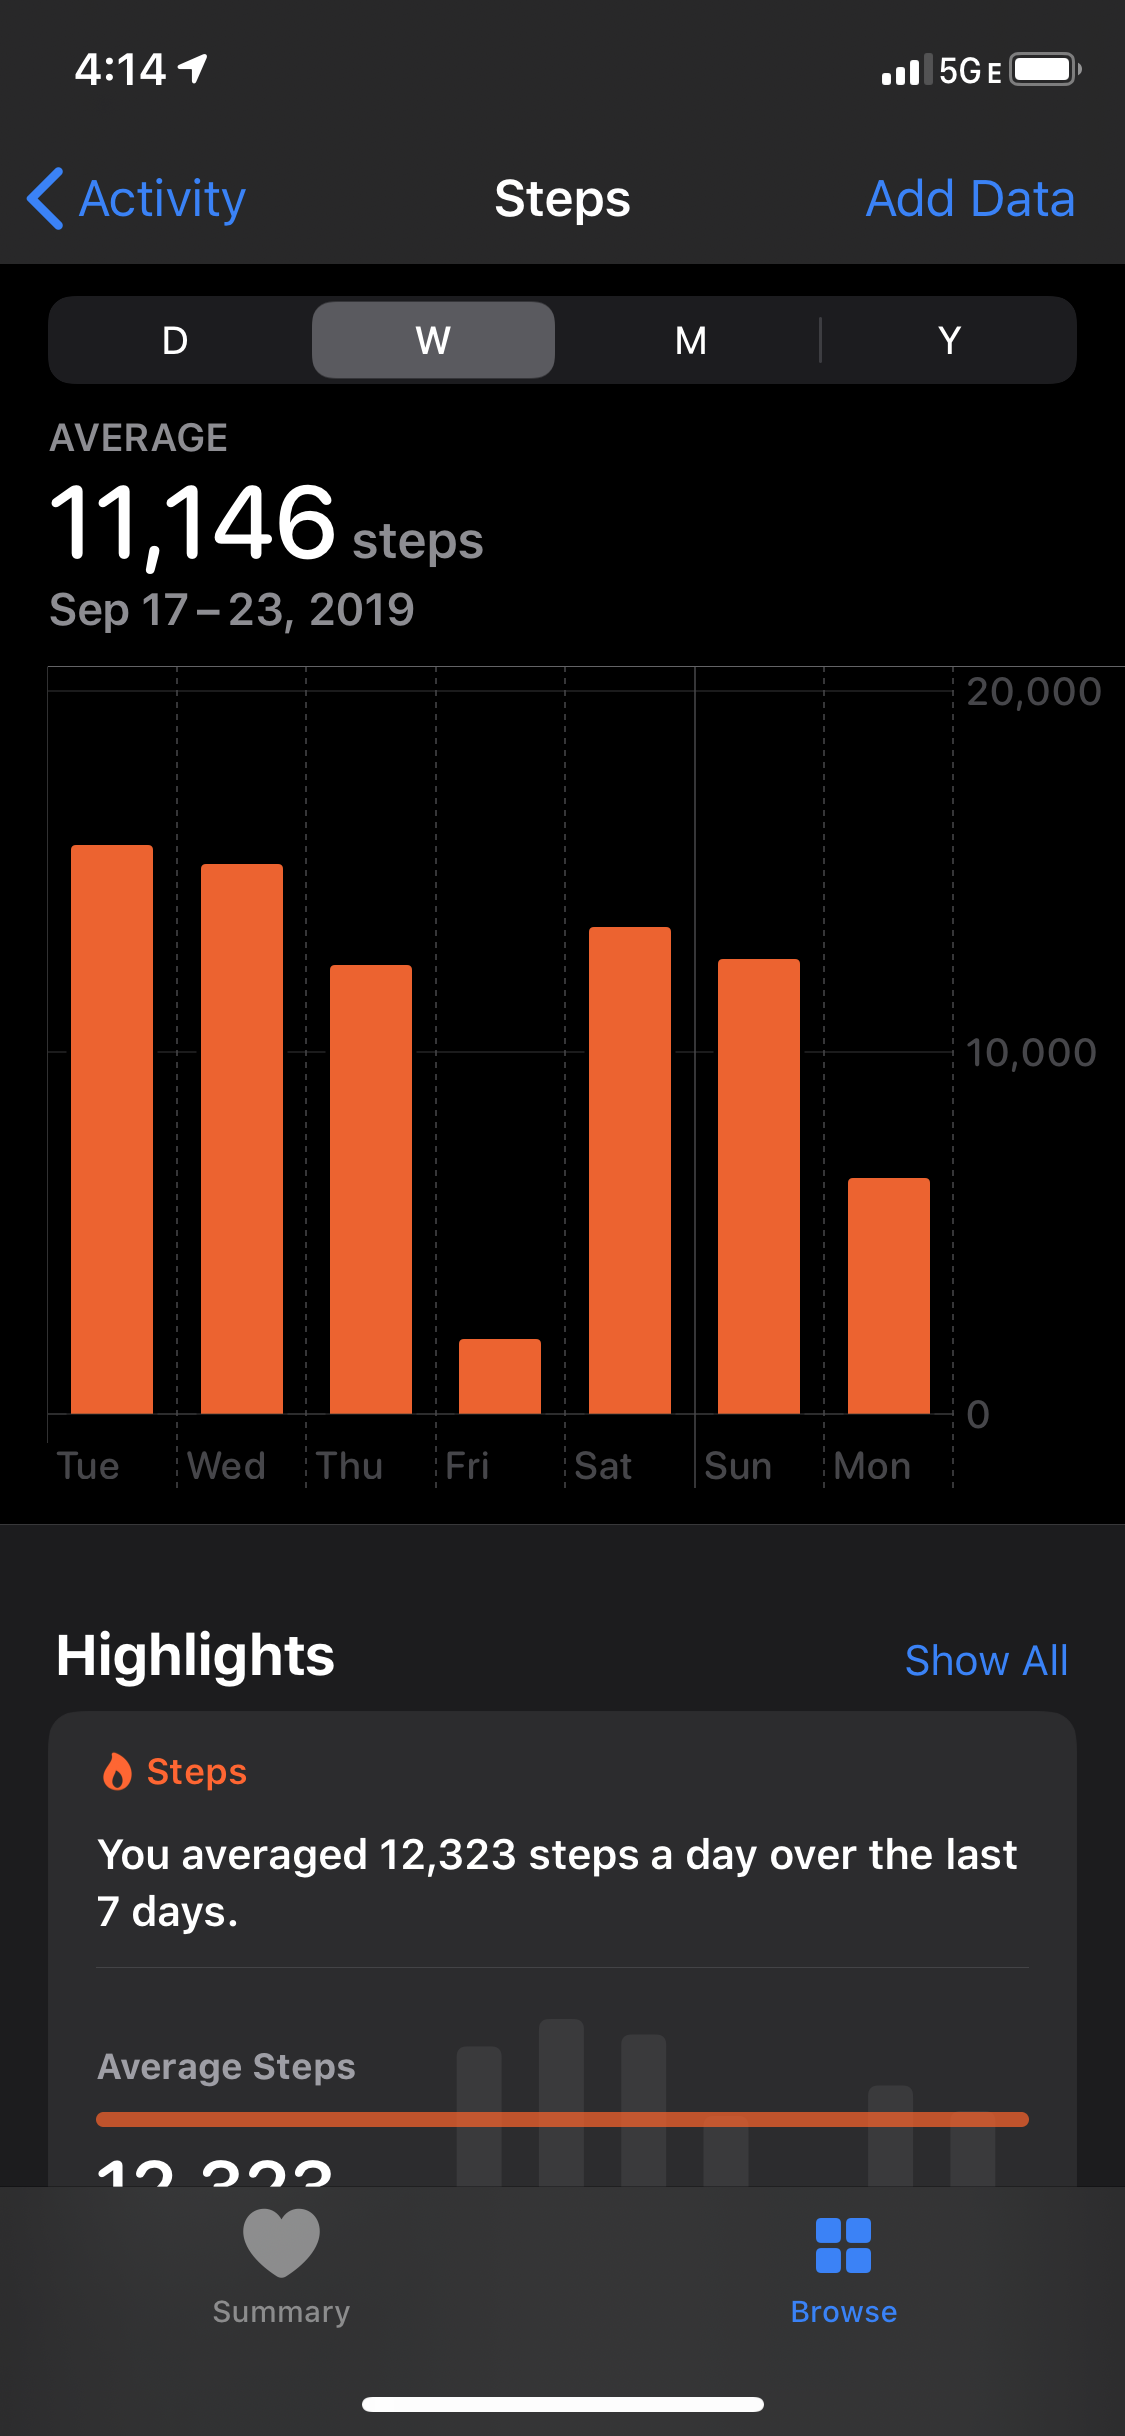 4:14
5G E
Activity
Steps
Add Data
D
W
M
Y
AVERAGE
11,146 steps
Sep 17 – 23, 2019
20,000
10,000
0
Tue
Wed
Thu
Fri
Sat
Sun
Mon
Highlights
Show All
Steps
You averaged 12,323 steps a day over the last
7 days.
Average Steps
12,323
Summary
Browse